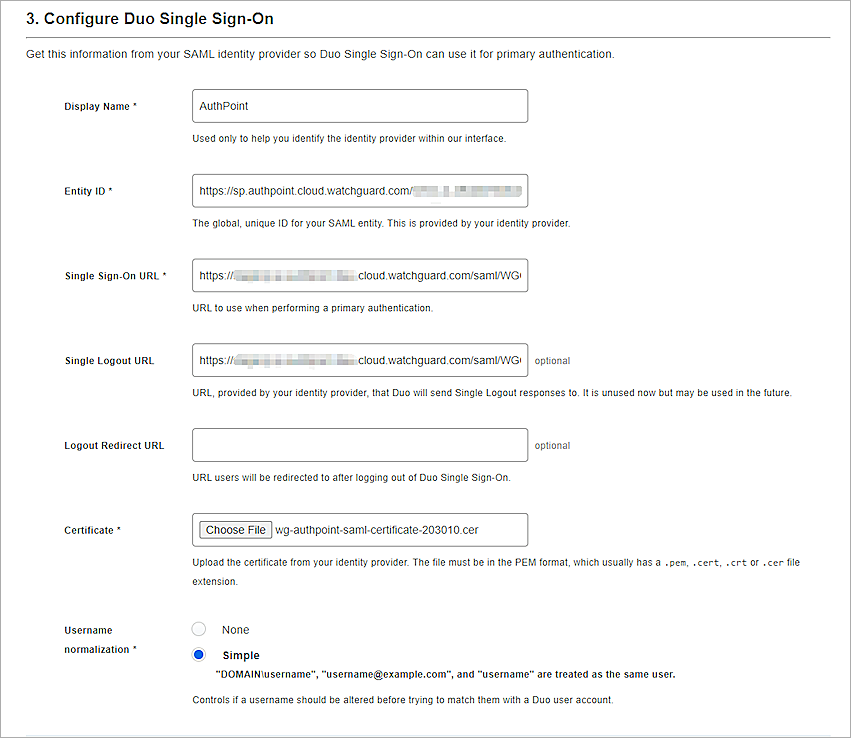 3. Configure Duo Single Sign-On
Get this information from your SAML identity provider so Duo Single Sign-On can use it for primary authentication.
Display Name *
AuthPoint
Used only to help you identify the identity provider within our interface.
Entity ID *
https://sp.authpoint.cloud.watchguard.com/
The global, unique ID for your SAML entity. This is provided by your identity provider.
Single Sign-On URL *
https:// .cloud.watchguard.com/saml/WG
URL to use when performing a primary authentication.
Single Logout URL
https:// .cloud.watchguard.com/saml/WG
optional
URL, provided by your identity provider, that Duo will send Single Logout responses to. It is unused now but may be used in the future.
Logout Redirect URL
optional
URL users will be redirected to after logging out of Duo Single Sign-On.
Certificate *
Choose File wg-authpoint-saml-certificate-203010.cer
Upload the certificate from your identity provider. The file must be in the PEM format, which usually has a .pem, .cert, .crt or .cer file
extension.
Username
normalization *
None
Simple
"DOMAIN\username", "username@example.com", and "username" are treated as the same user.
Controls if a username should be altered before trying to match them with a Duo user account.